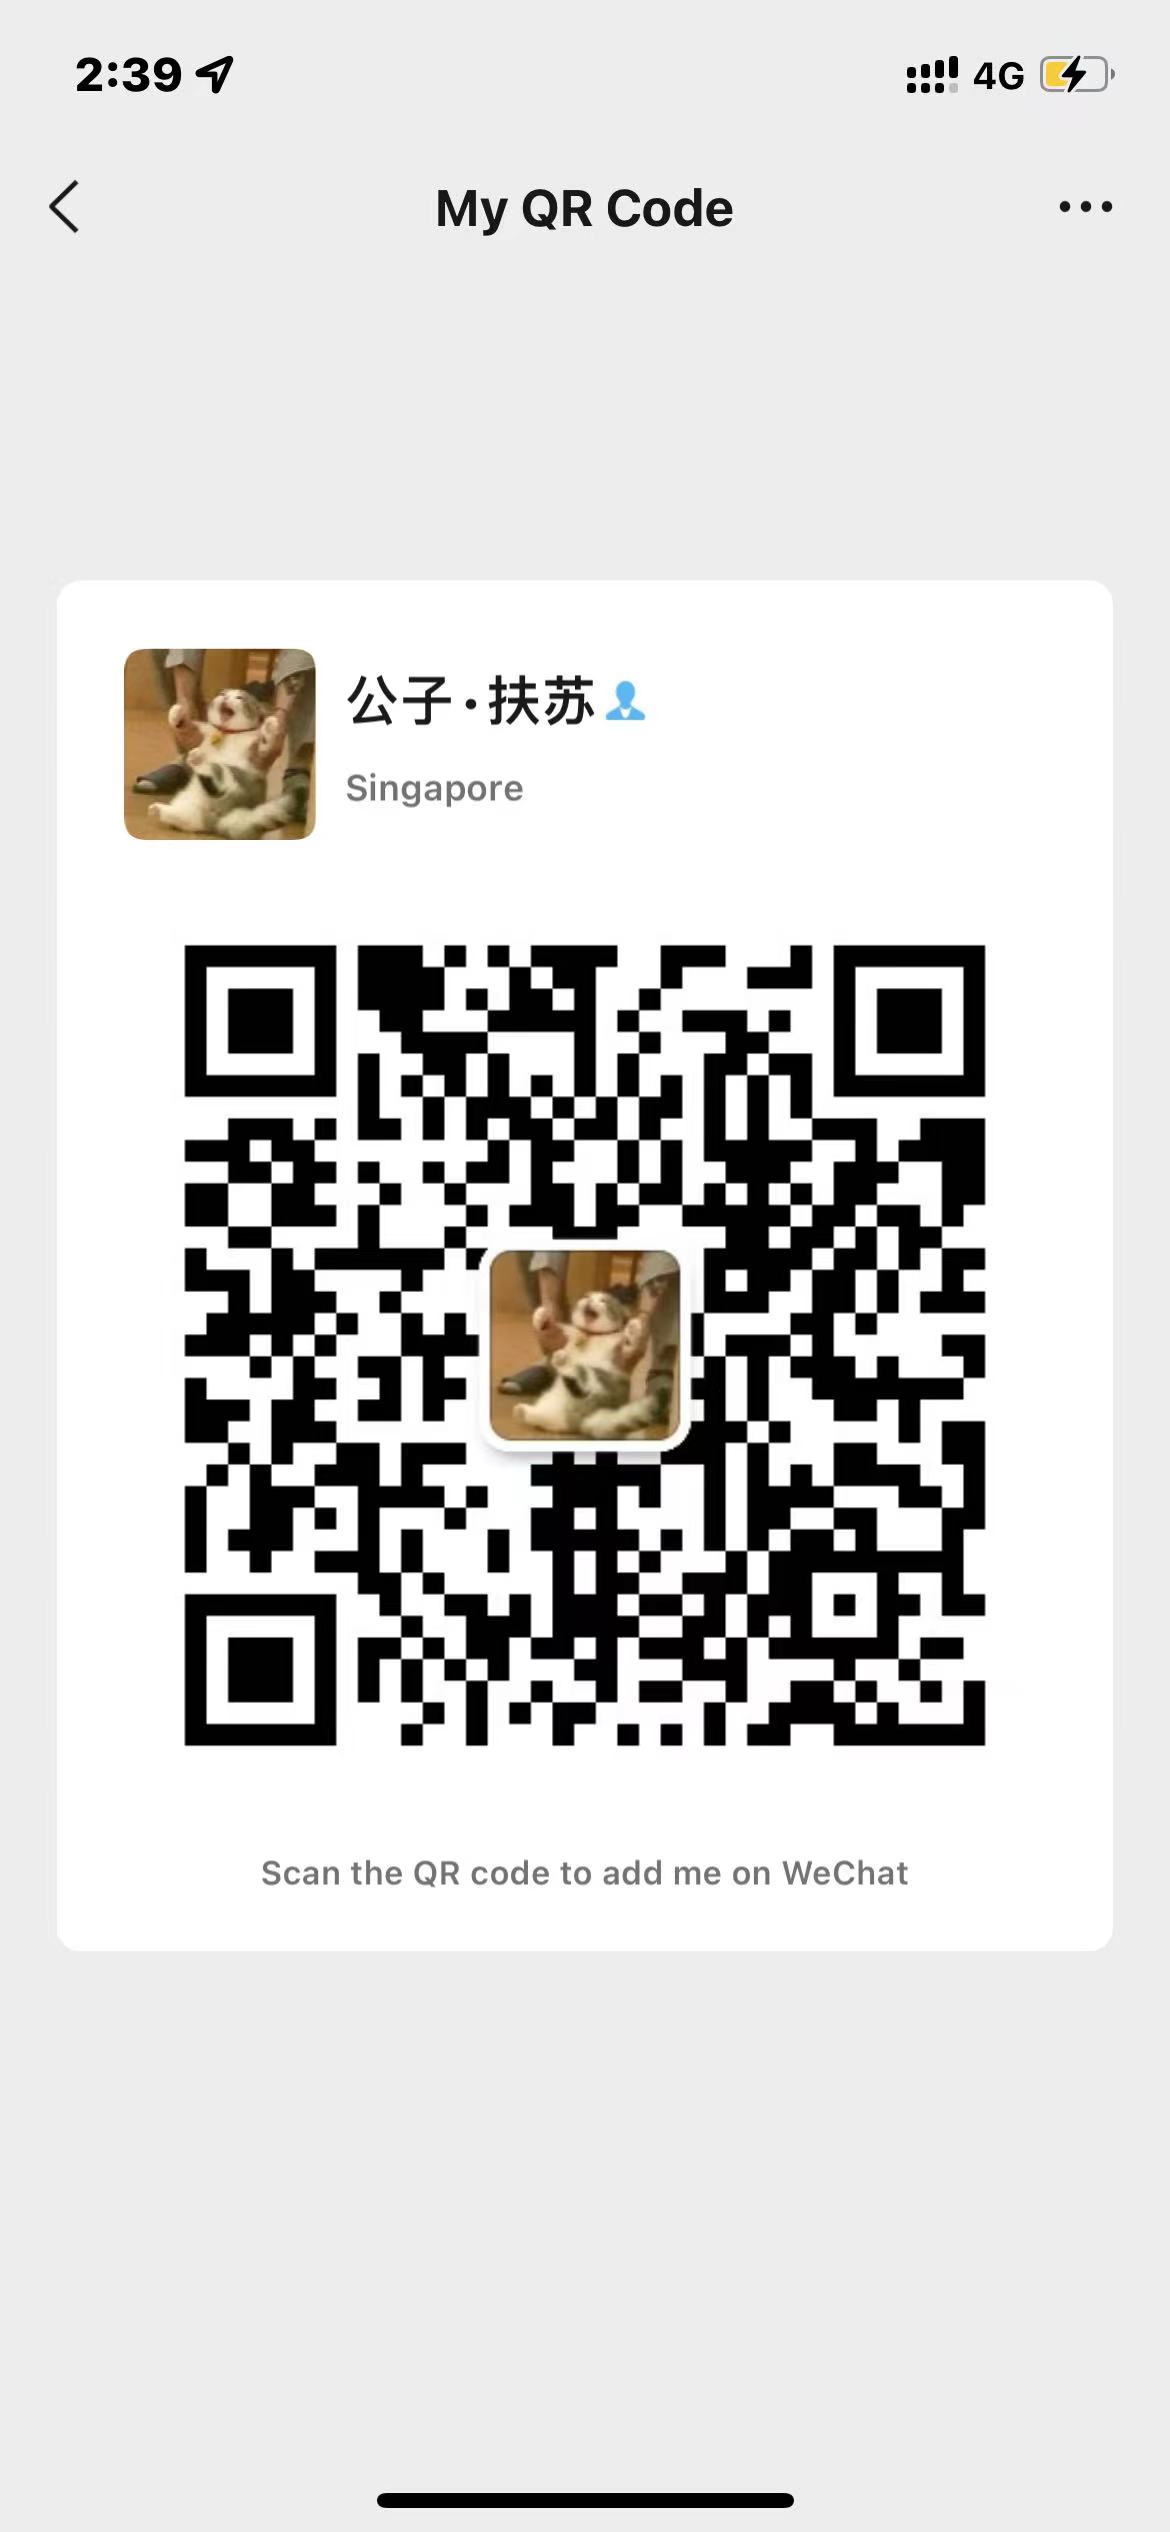 2:39
4G
My QR Code
公子·扶苏
Singapore
Scan the QR code to add me on WeChat